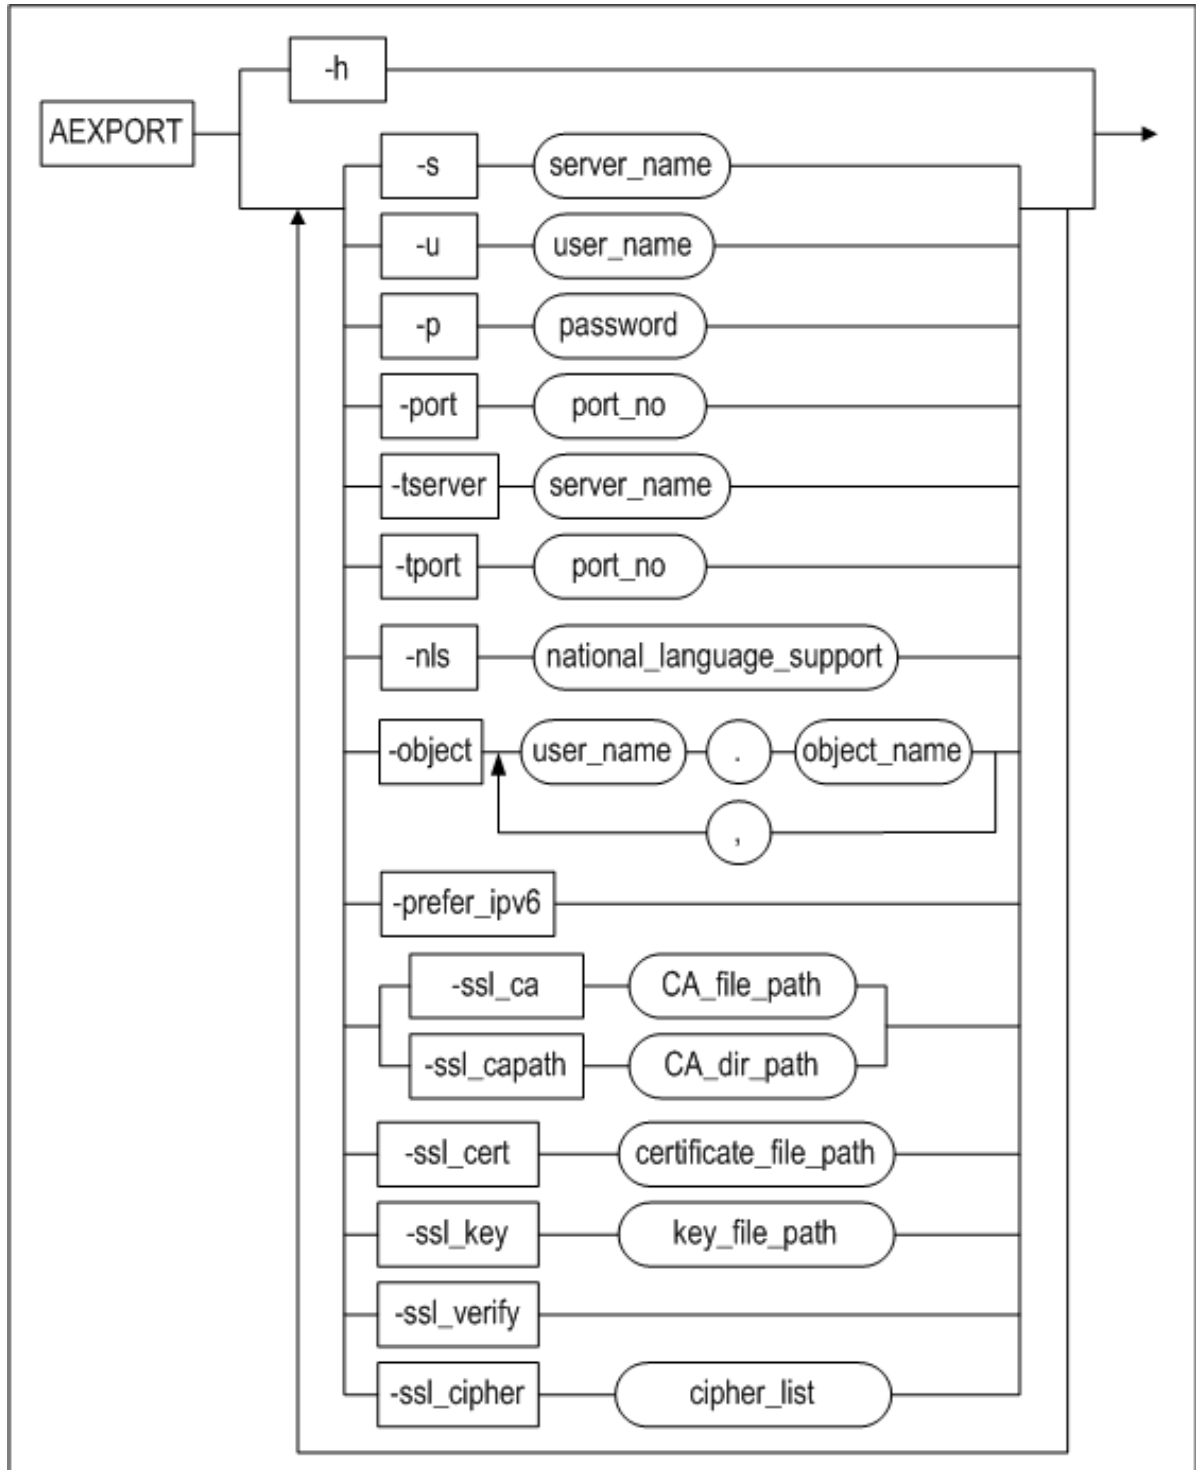 -h
AEXPORT
-s server_name
-u user_name
-p password
-port port_no
-tserver server_name
-tport port_no
-nls national_language_support
-object user_name . object_name
,
-prefer_ipv6
-ssl_ca CA_file_path
-ssl_capath CA_dir_path
-ssl_cert certificate_file_path
-ssl_key key_file_path
-ssl_verify
-ssl_cipher cipher_list